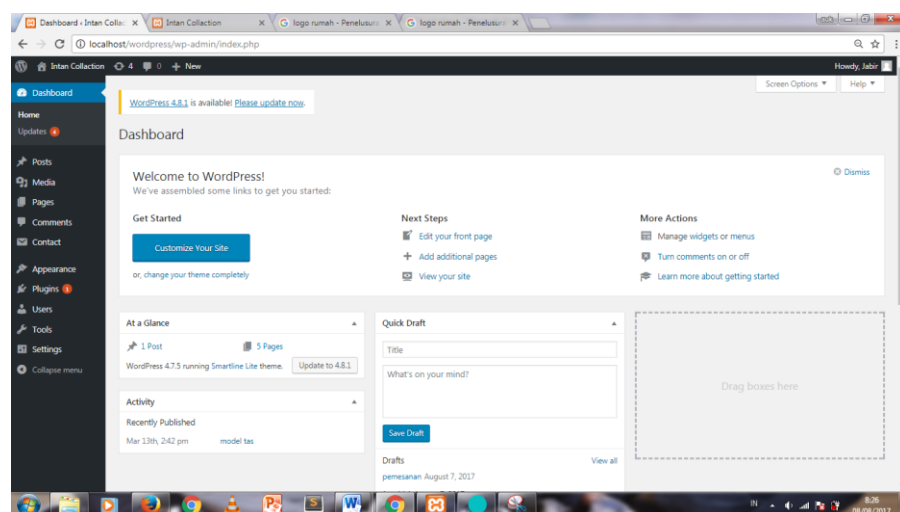 Dashboard ‹ Intan Collac
Intan Collaction
logo rumah - Penelusura
logo rumah - Penelusura
localhost/wordpress/wp-admin/index.php
Intan Collaction 4 0 + New
Howdy, Jabir
Dashboard
Home
Updates 4
Posts
Media
Pages
Comments
Contact
Appearance
Plugins 1
Users
Tools
Settings
Collapse menu
Screen Options Help
WordPress 4.8.1 is available! Please update now.
Dashboard
Welcome to WordPress!
Dismiss
We've assembled some links to get you started:
Get Started
Customize Your Site
or, change your theme completely
Next Steps
Edit your front page
Add additional pages
View your site
More Actions
Manage widgets or menus
Turn comments on or off
Learn more about getting started
At a Glance
1 Post 5 Pages
WordPress 4.7.5 running Smartline Lite theme. Update to 4.8.1
Activity
Recently Published
Mar 13th, 2:42 pm model tas
Quick Draft
Title
What's on your mind?
Save Draft
Drafts View all
pemesanan August 7, 2017
Drag boxes here
IN
8:26
08/08/2017